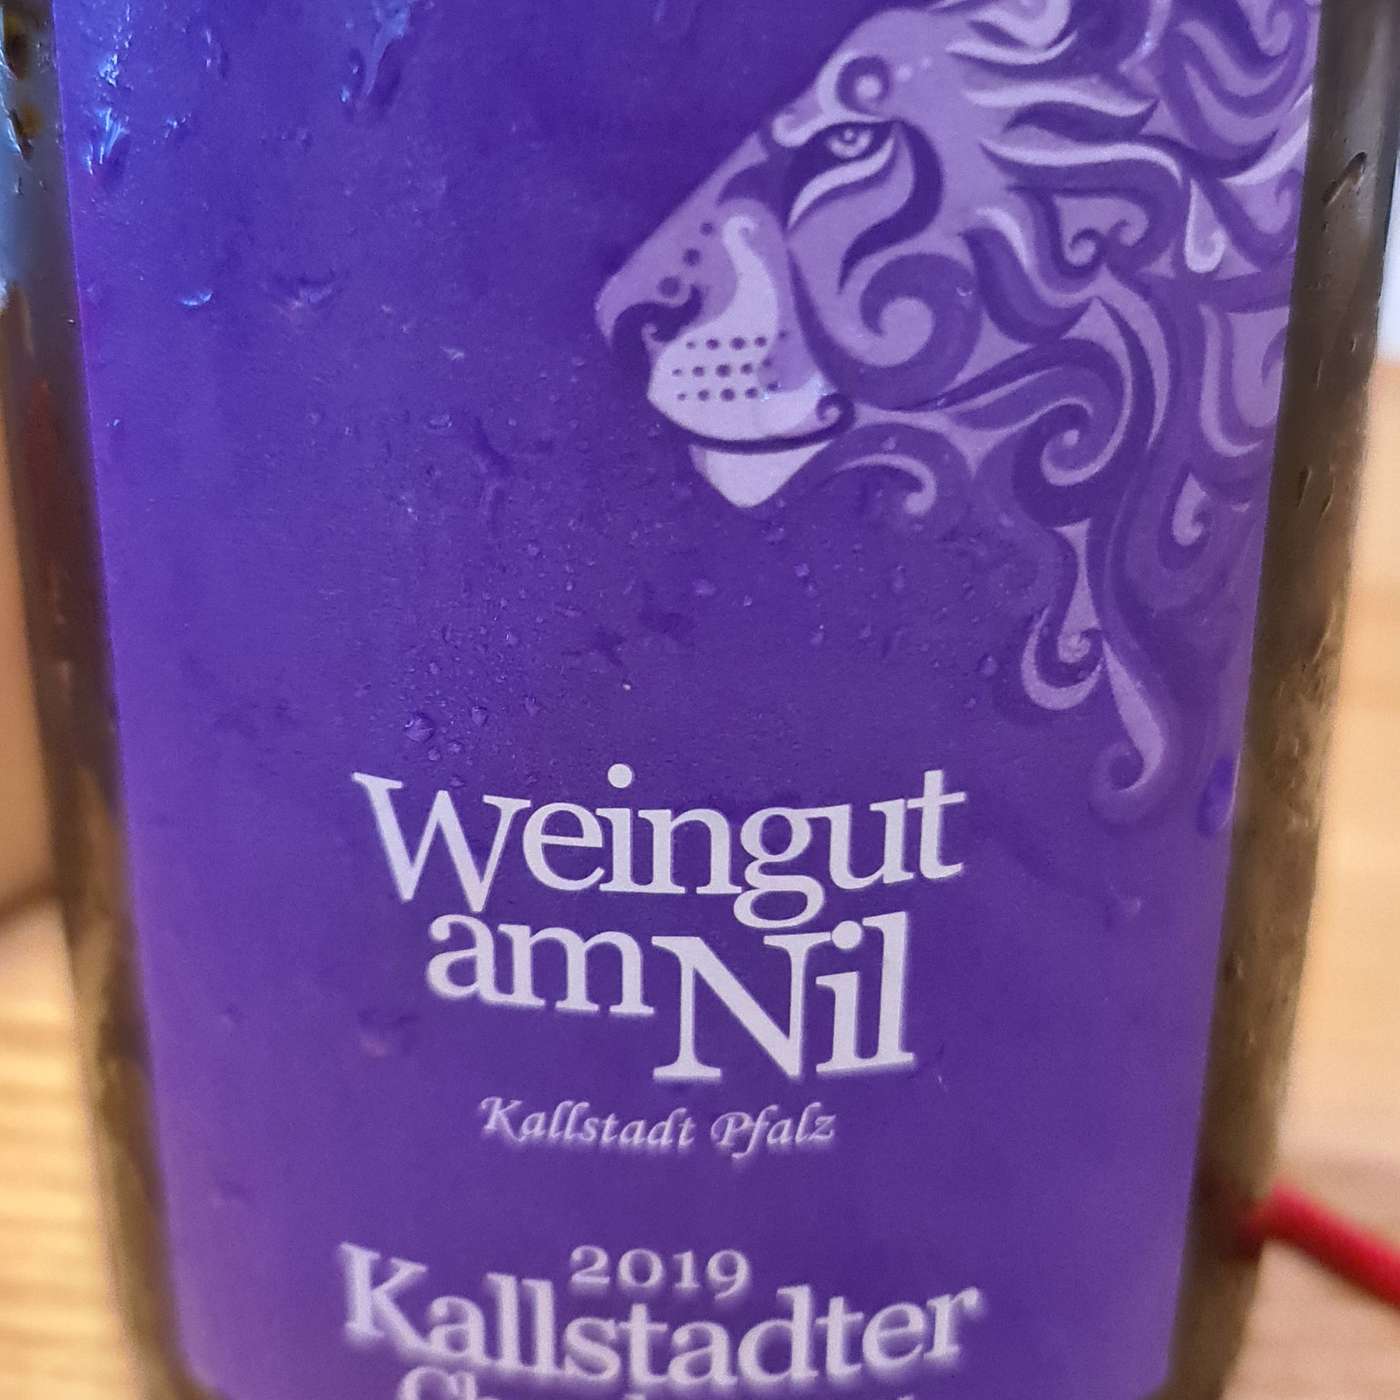 Weingut
am Nil
Kallstadt Pfalz
2019
Kallstadter